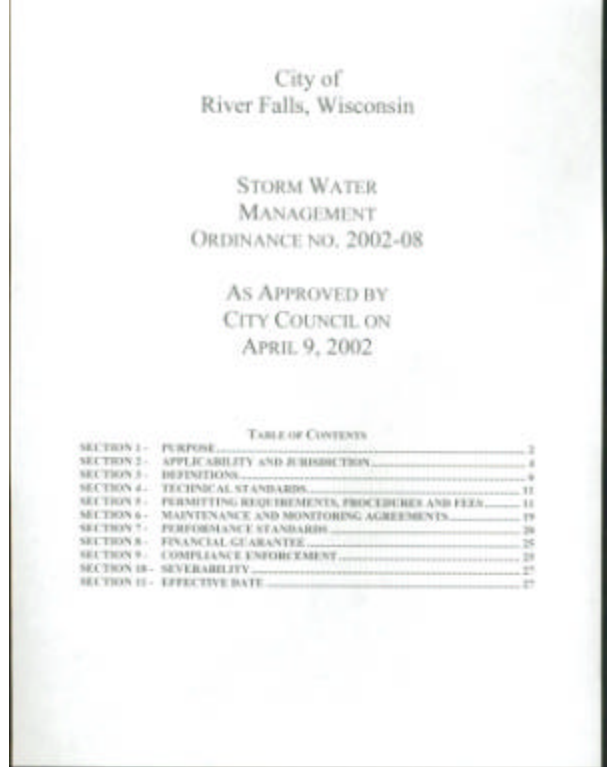 City of
River Falls, Wisconsin
STORM WATER
MANAGEMENT
ORDINANCE NO. 2002-08
AS APPROVED BY
CITY COUNCIL ON
APRIL 9, 2002
TABLE OF CONTENTS
SECTION 1 - PURPOSE
SECTION 2 - APPLICABILITY AND JURISDICTION
SECTION 3 - DEFINITIONS
SECTION 4 - TECHNICAL STANDARDS
SECTION 5 - PERMITTING REQUIREMENTS, PROCEDURES AND FEES
SECTION 6 - MAINTENANCE AND MONITORING AGREEMENTS
SECTION 7 - PERFORMANCE STANDARDS
SECTION 8 - FINANCIAL GUARANTEE
SECTION 9 - COMPLIANCE ENFORCEMENT
SECTION 10 - SEVERABILITY
SECTION 11 - EFFECTIVE DATE